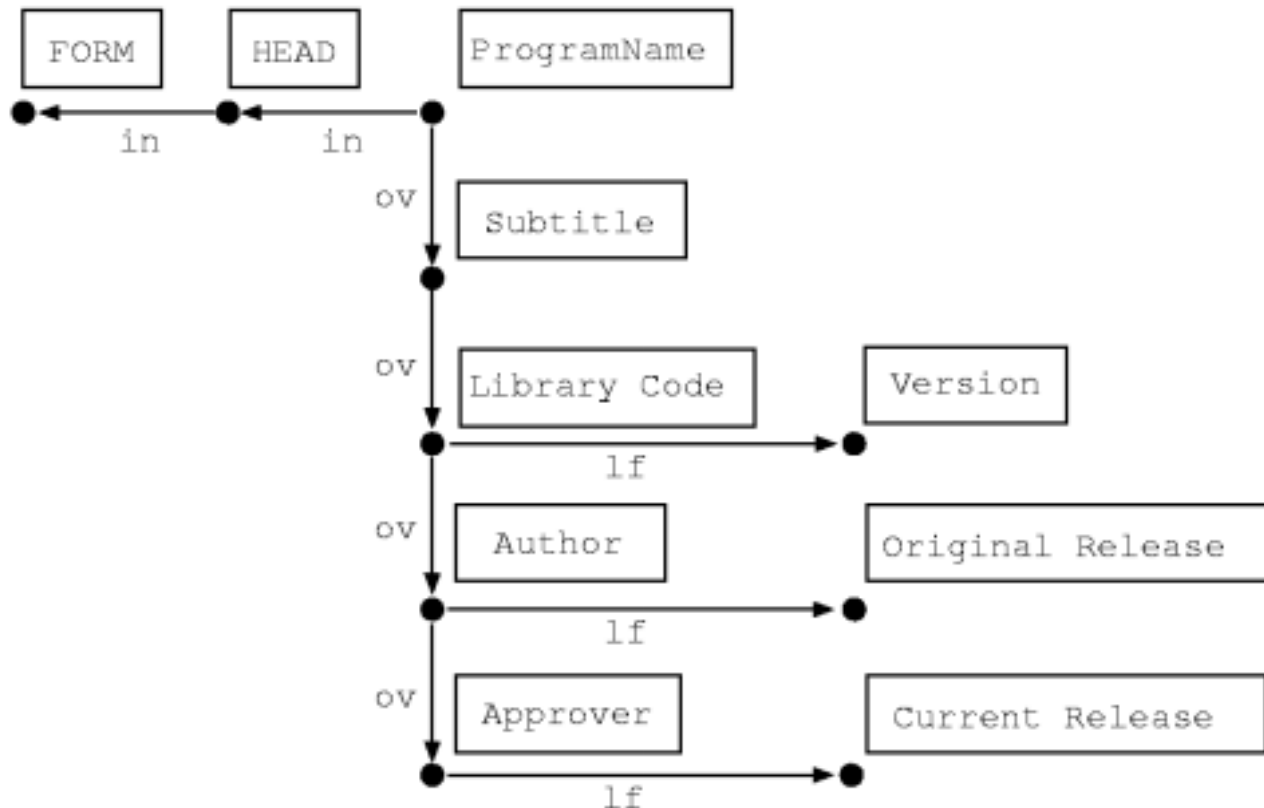 FORM HEAD ProgramName
in in
ov Subtitle
ov Library Code Version
lf
ov Author Original Release
lf
ov Approver Current Release
lf